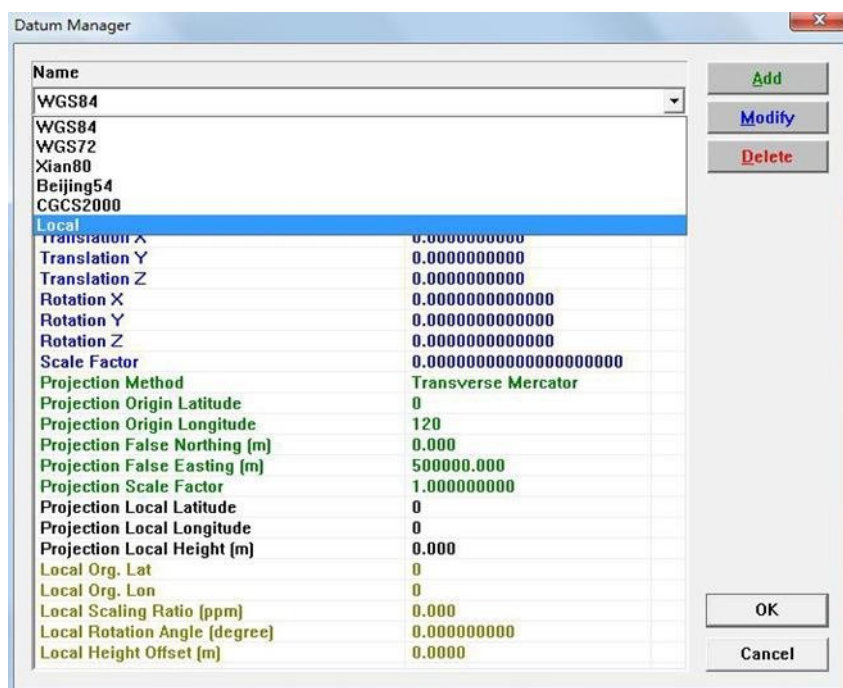 Datum Manager
Name
Add
WGS84
Modify
WGS84
WGS72
Delete
Xian80
Beijing54
CGCS2000
Local
Translation X 0.0000000000
Translation Y 0.0000000000
Translation Z 0.0000000000
Rotation X 0.0000000000000
Rotation Y 0.0000000000000
Rotation Z 0.0000000000000
Scale Factor 0.00000000000000000000
Projection Method Transverse Mercator
Projection Origin Latitude 0
Projection Origin Longitude 120
Projection False Northing (m) 0.000
Projection False Easting (m) 500000.000
Projection Scale Factor 1.000000000
Projection Local Latitude 0
Projection Local Longitude 0
Projection Local Height (m) 0.000
Local Org. Lat 0
Local Org. Lon 0
Local Scaling Ratio (ppm) 0.000
OK
Local Rotation Angle (degree) 0.000000000
Local Height Offset (m) 0.0000
Cancel